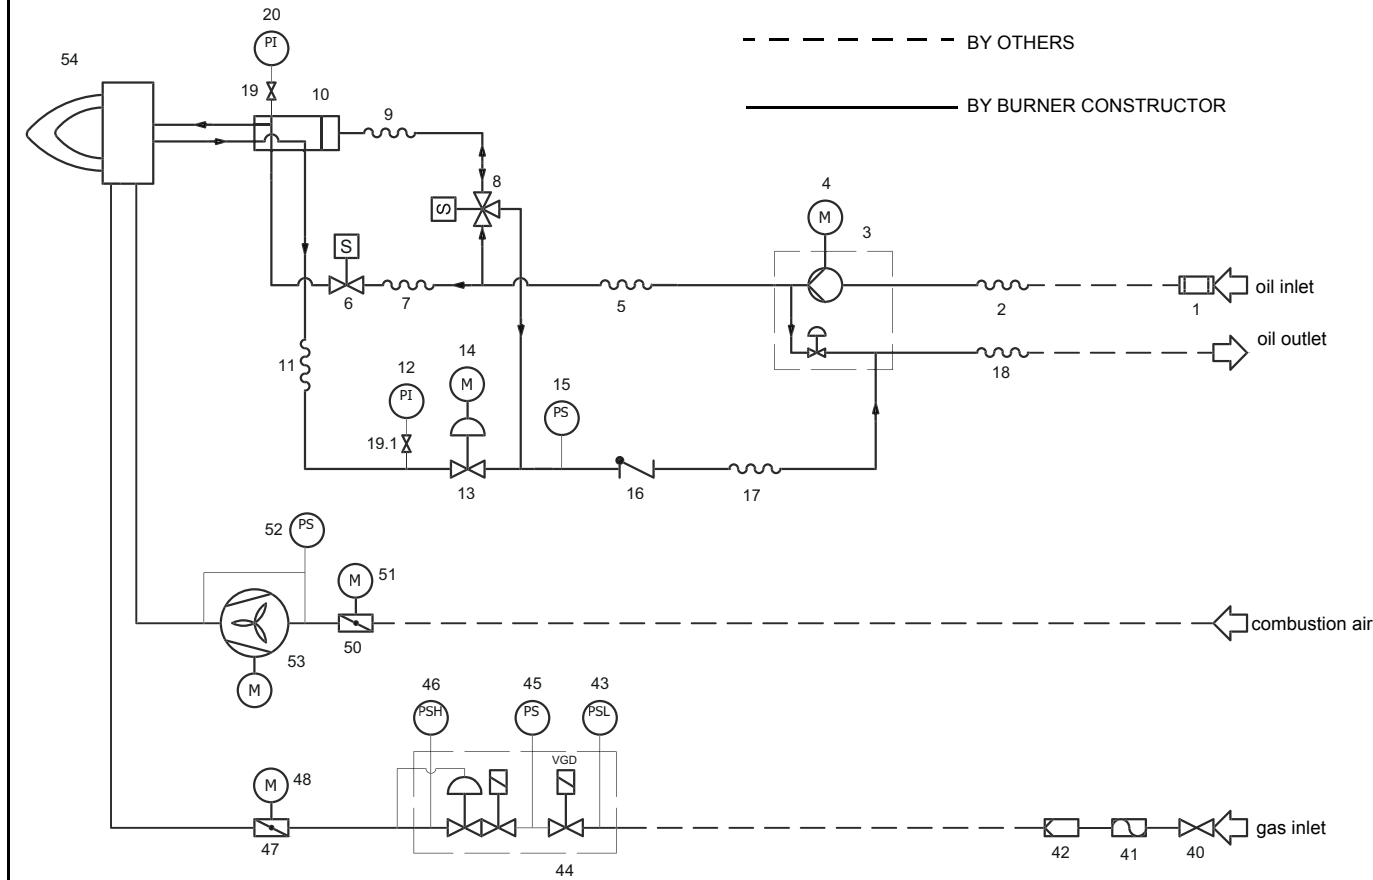 20
PI
BY OTHERS
54
19
10
9
BY BURNER CONSTRUCTOR
8
S
4
M
3
S
6
7
5
2
1
oil inlet
oil outlet
18
11
12
PI
14
M
15
PS
19.1
13
16
17
52
PS
M
51
50
53
M
combustion air
46
PSH
45
PS
43
PSL
VGD
M
48
47
44
42
41
40
gas inlet